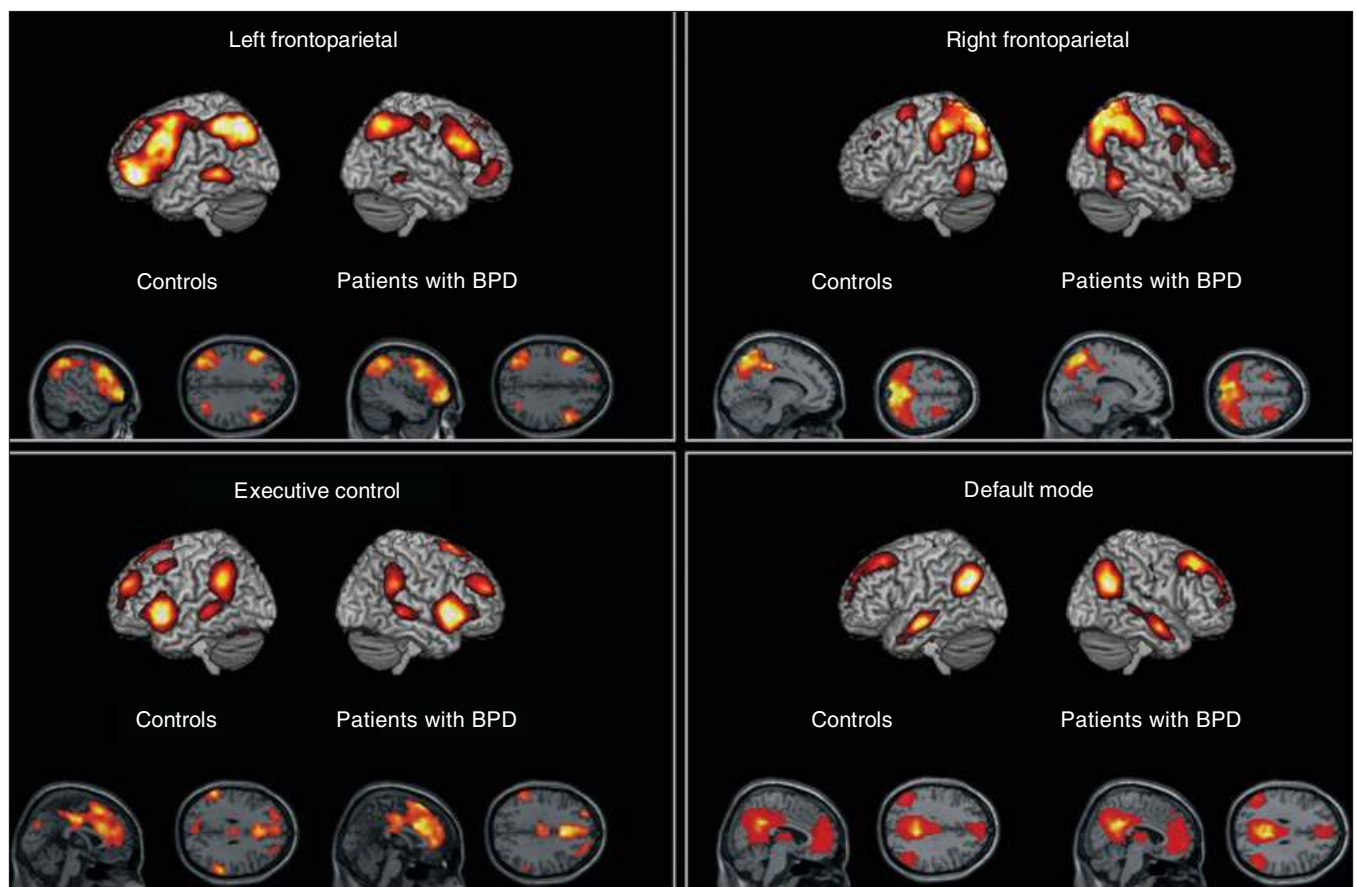 Left frontoparietal
Controls
Patients with BPD
Right frontoparietal
Controls
Patients with BPD
Executive control
Controls
Patients with BPD
Default mode
Controls
Patients with BPD